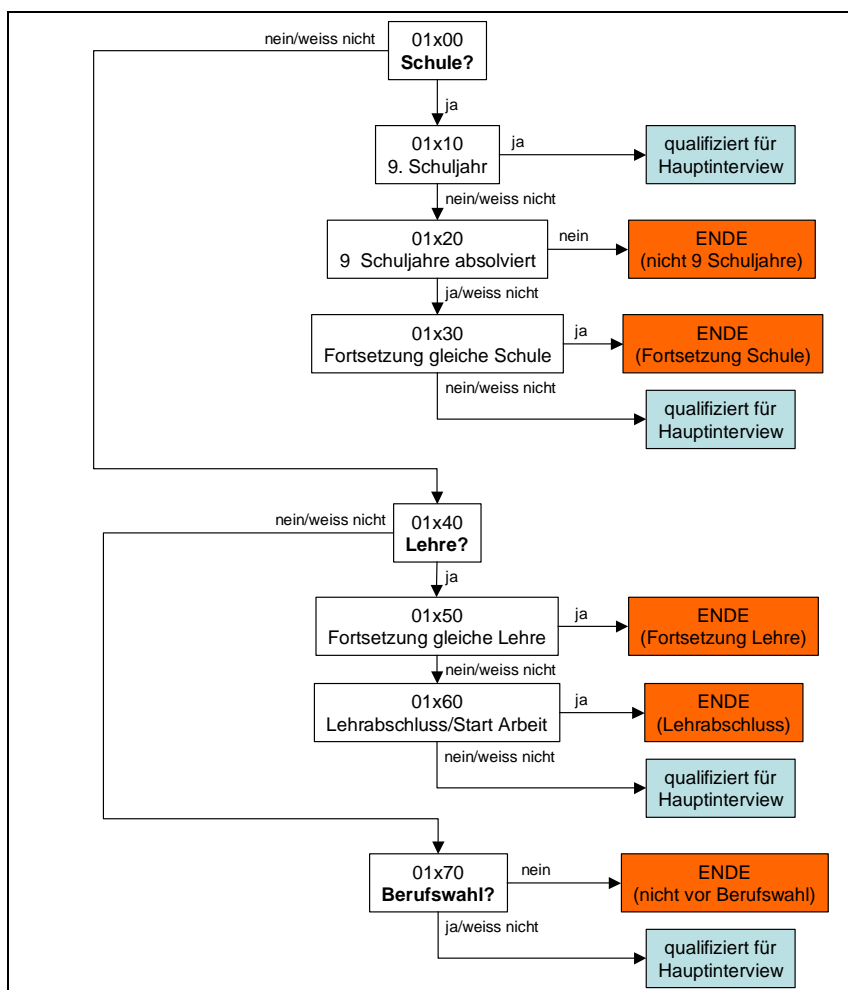 nein/weiss nicht
01x00
Schule?
ja
01x10
9. Schuljahr
ja
qualifiziert für
Hauptinterview
nein/weiss nicht
01x20
9 Schuljahre absolviert
nein
ENDE
(nicht 9 Schuljahre)
ja/weiss nicht
01x30
Fortsetzung gleiche Schule
ja
ENDE
(Fortsetzung Schule)
nein/weiss nicht
qualifiziert für
Hauptinterview
nein/weiss nicht
01x40
Lehre?
ja
01x50
Fortsetzung gleiche Lehre
ja
ENDE
(Fortsetzung Lehre)
nein/weiss nicht
01x60
Lehrabschluss/Start Arbeit
ja
ENDE
(Lehrabschluss)
nein/weiss nicht
qualifiziert für
Hauptinterview
01x70
Berufswahl?
nein
ENDE
(nicht vor Berufswahl)
ja/weiss nicht
qualifiziert für
Hauptinterview